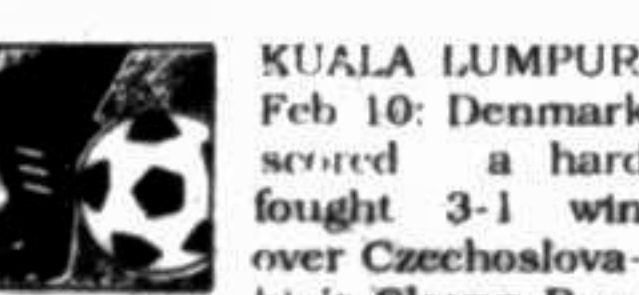 KUALA LUMPUR
Feb 10: Denmark
scored a hard
fought 3-1 win
over Czechoslova-